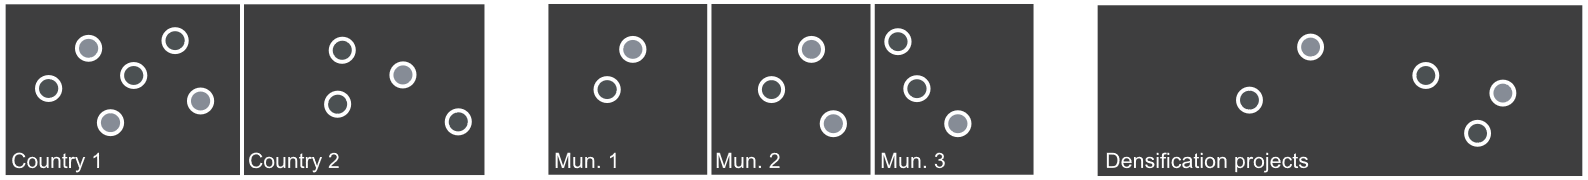 Country 1
Country 2
Mun. 1
Mun. 2
Mun. 3
Densification projects